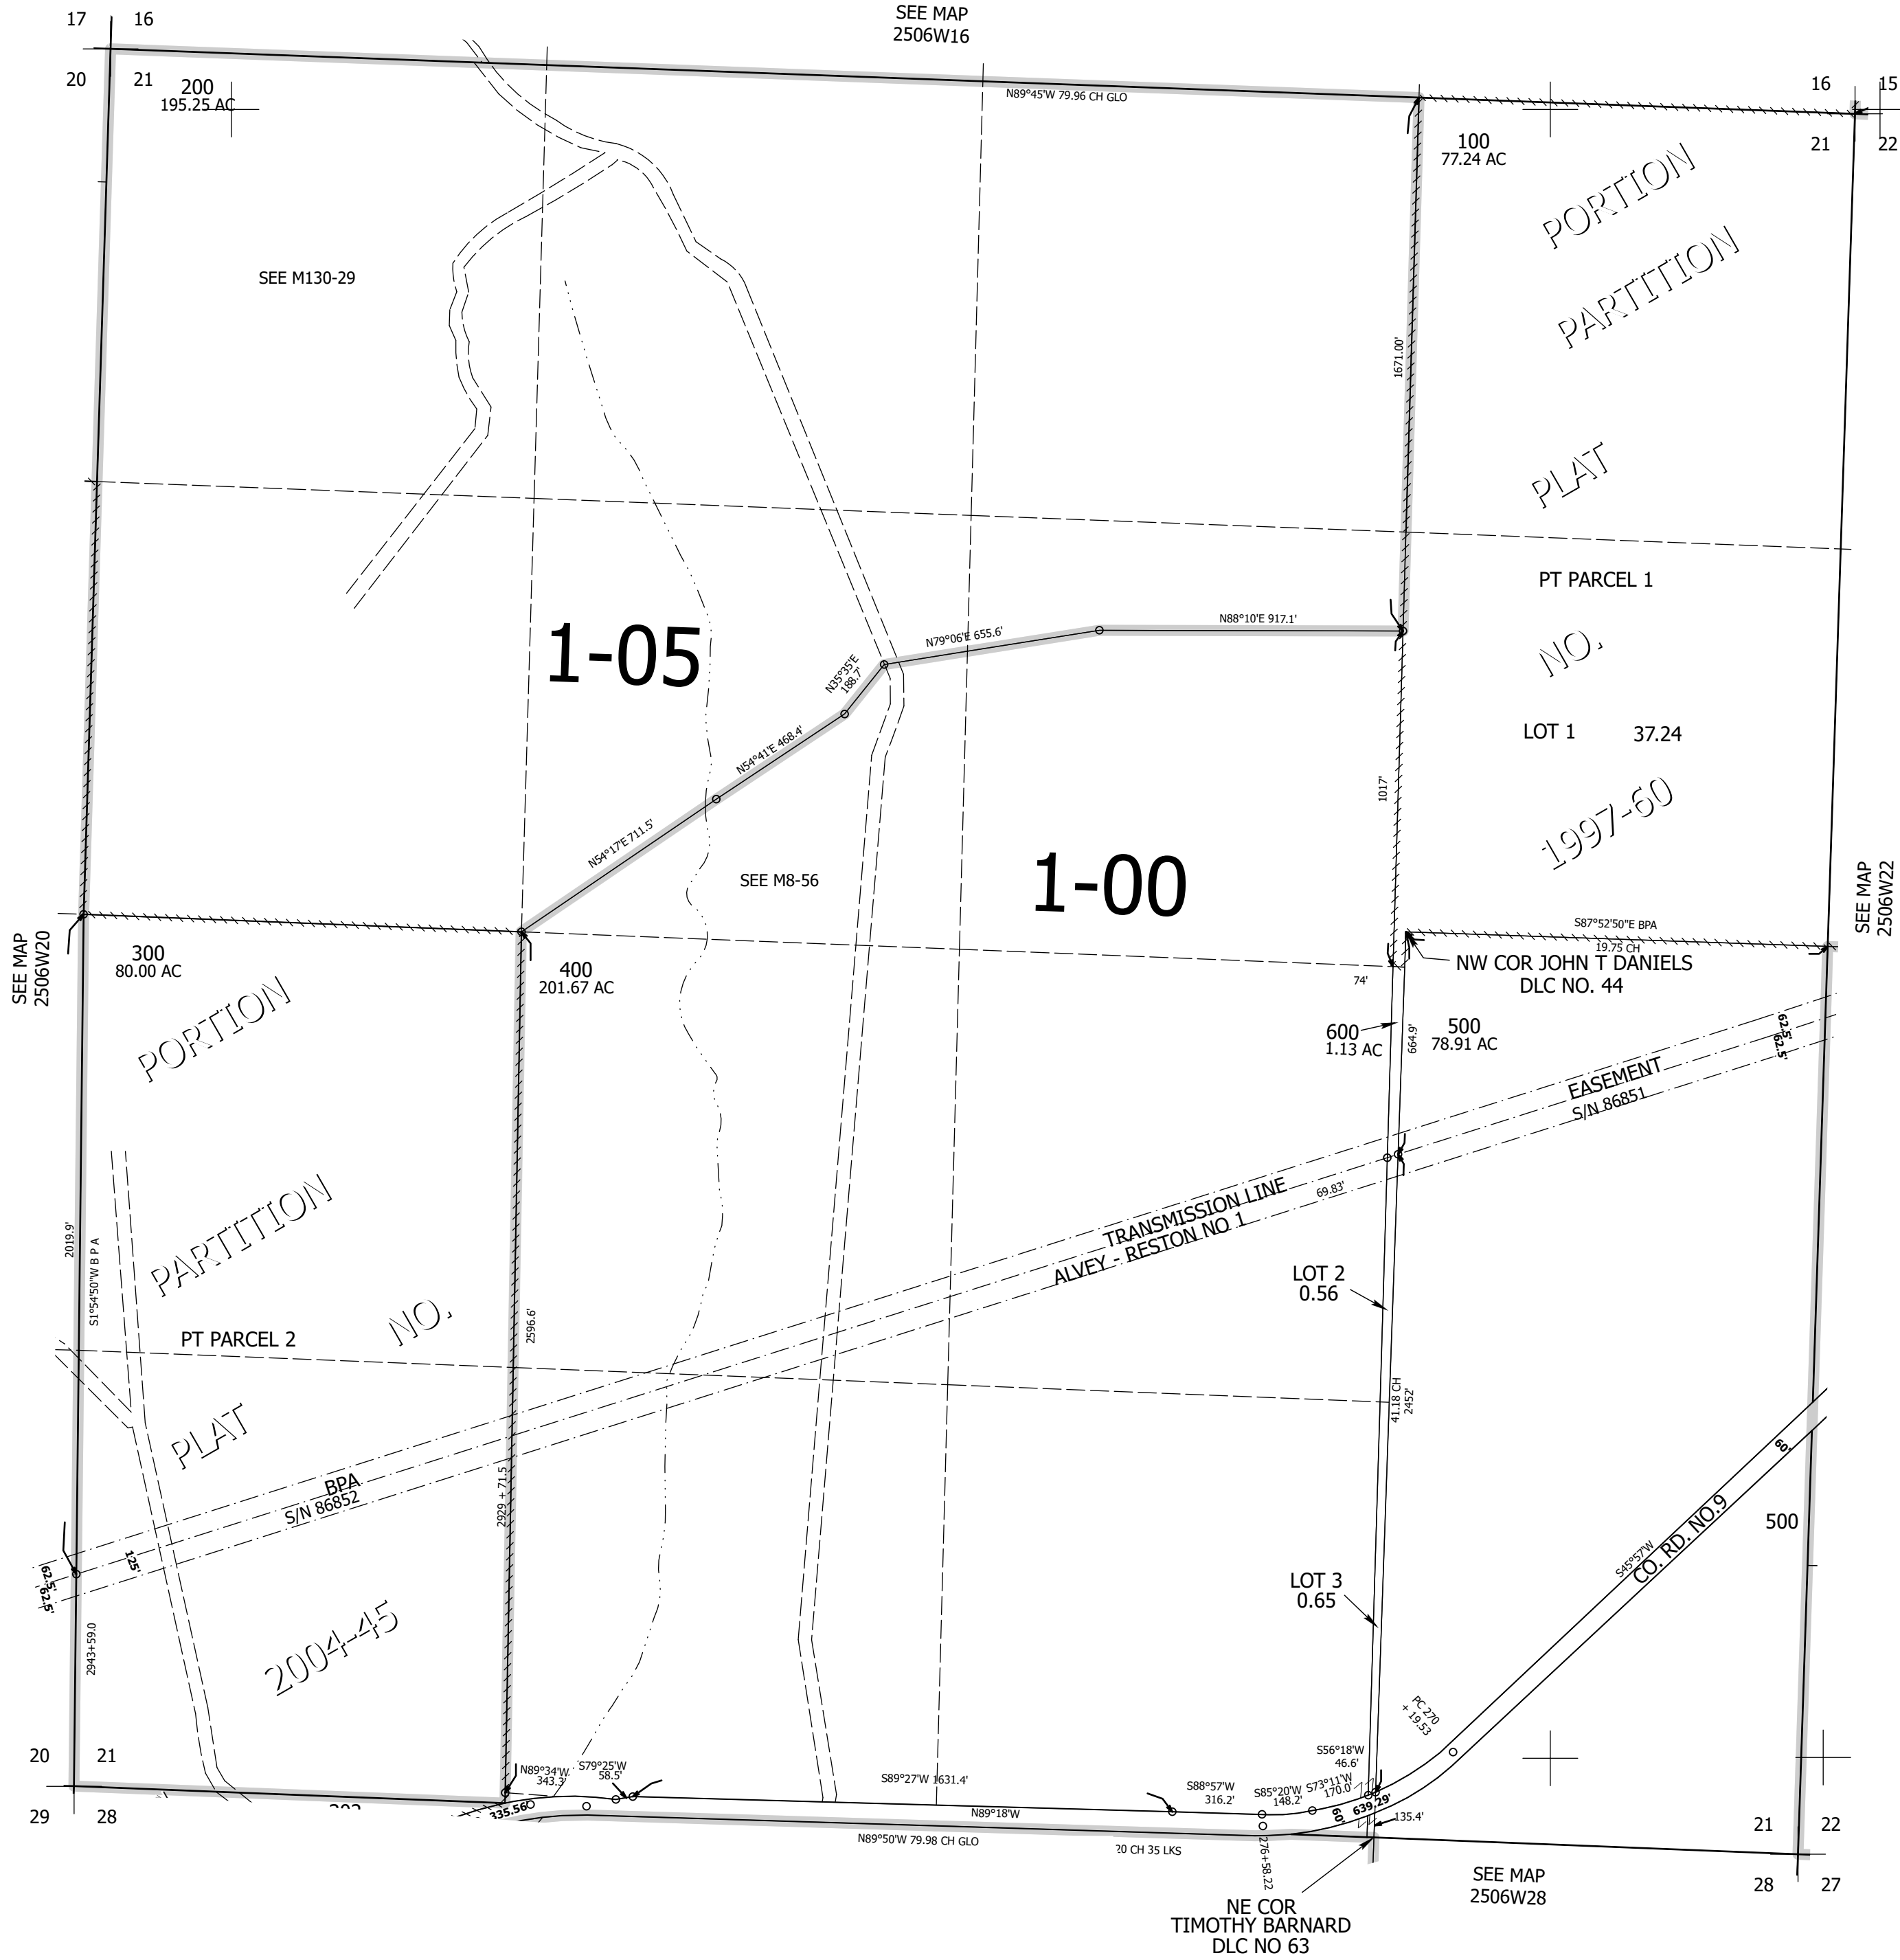 17 16
20 21
SEE MAP
2506W16
16 15
21 22
200
195.25 AC
N89°45'W 79.96 CH GLO
100
77.24 AC
PORTION
PARTITION
PLAT
NO.
1997-60
SEE M130-29
1671.00'
PT PARCEL 1
LOT 1 37.24
1-05
N88°10'E 917.1'
N79°06'E 655.6'
N35°35'E
188.7'
N54°41'E 468.4'
N54°17'E 711.5'
1017'
SEE M8-56
1-00
SEE MAP
2506W22
SEE MAP
2506W20
S87°52'50"E BPA
19.75 CH
NW COR JOHN T DANIELS
DLC NO. 44
300
80.00 AC
400
201.67 AC
74'
600
1.13 AC
664.9'
500
78.91 AC
62.5'
62.5'
EASEMENT
S/N 86851
TRANSMISSION LINE
ALVEY - RESTON NO 1
69.83'
PORTION
PARTITION
NO.
PLAT
2004-45
2019.9'
S1°54'50"W B P A
PT PARCEL 2
2596.6'
2929 + 71.5
LOT 2
0.56
41.18 CH
2452'
BPA
S/N 86852
125'
62.5'
62.5'
2943+59.0
LOT 3
0.65
60'
CO. RD. NO.9
S45°57'W
500
PC 270
+ 19.53
20 21
29 28
N89°34'W
343.3'
S79°25'W
58.5'
S89°27'W 1631.4'
S88°57'W
316.2'
S85°20'W
148.2'
S73°11'W
170.0'
S56°18'W
46.6'
335.56'
N89°18'W
60'
639.29'
135.4'
N89°50'W 79.98 CH GLO
20 CH 35 LKS
276+58.22
21 22
28 27
SEE MAP
2506W28
NE COR
TIMOTHY BARNARD
DLC NO 63